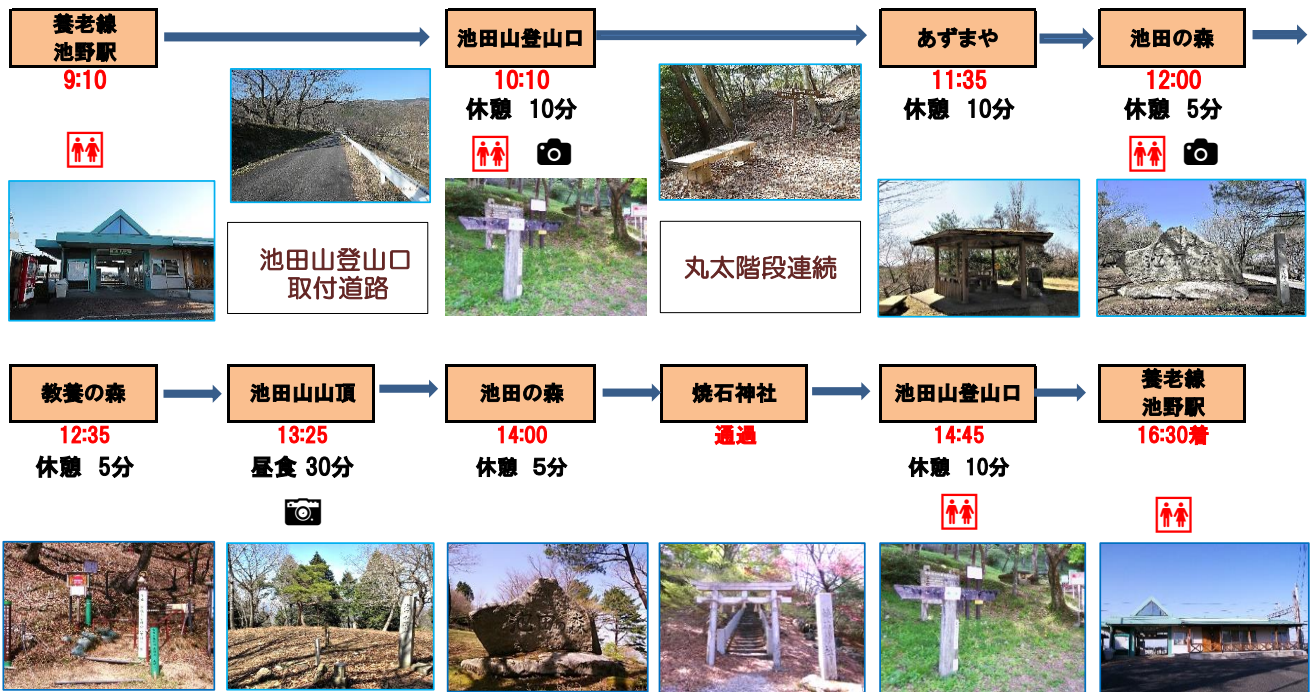 養老線
池野駅
9:10
池田山登山口
取付道路
池田山登山口
10:10
休憩 10分
丸太階段連続
あずまや
11:35
休憩 10分
池田の森
12:00
休憩 5分
教養の森
12:35
休憩 5分
池田山山頂
13:25
昼食 30分
池田の森
14:00
休憩 5分
焼石神社
通過
池田山登山口
14:45
休憩 10分
養老線
池野駅
16:30着